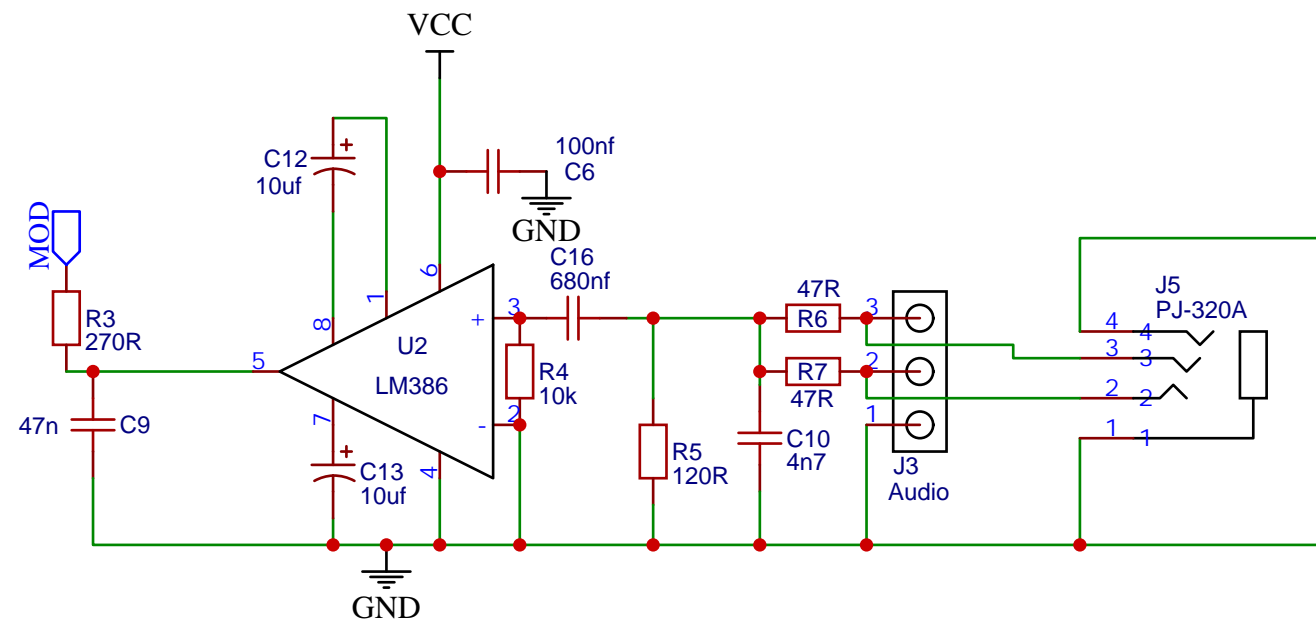 VCC
C12
10uf
+
100nf
C6
GND
MOD
R3
270R
8
1
6
C16
680nf
3
+
U2
LM386
5
R4
10k
2
-
47n
C9
7
+
C13
10uf
4
GND
R5
120R
47R
R6
R7
47R
C10
4n7
3
2
1
J3
Audio
J5
PJ-320A
4
4
3
3
2
2
1
1